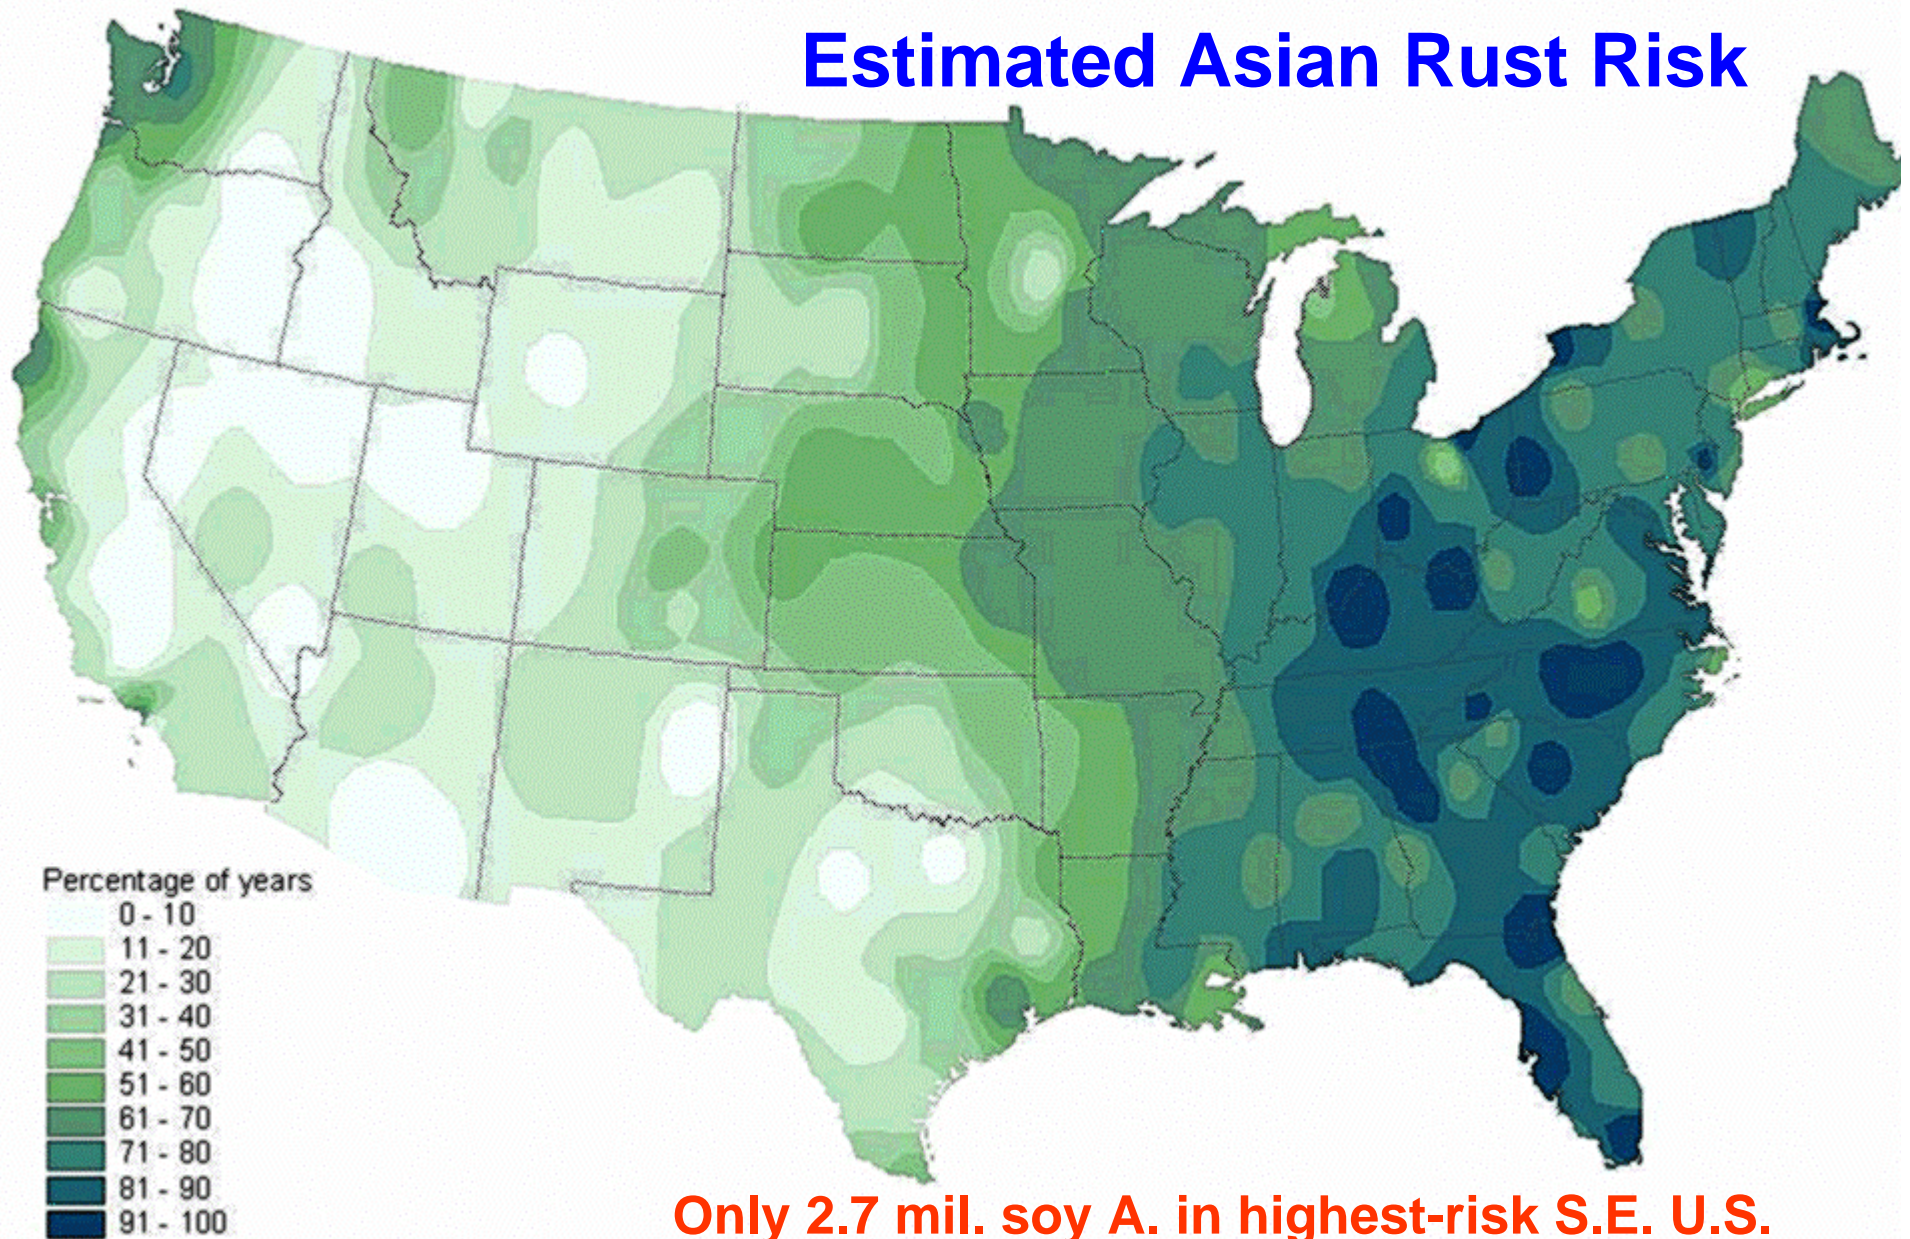 Estimated Asian Rust Risk
Percentage of years
0 - 10
11 - 20
21 - 30
31 - 40
41 - 50
51 - 60
61 - 70
71 - 80
81 - 90
91 - 100
Only 2.7 mil. soy A. in highest-risk S.E. U.S.